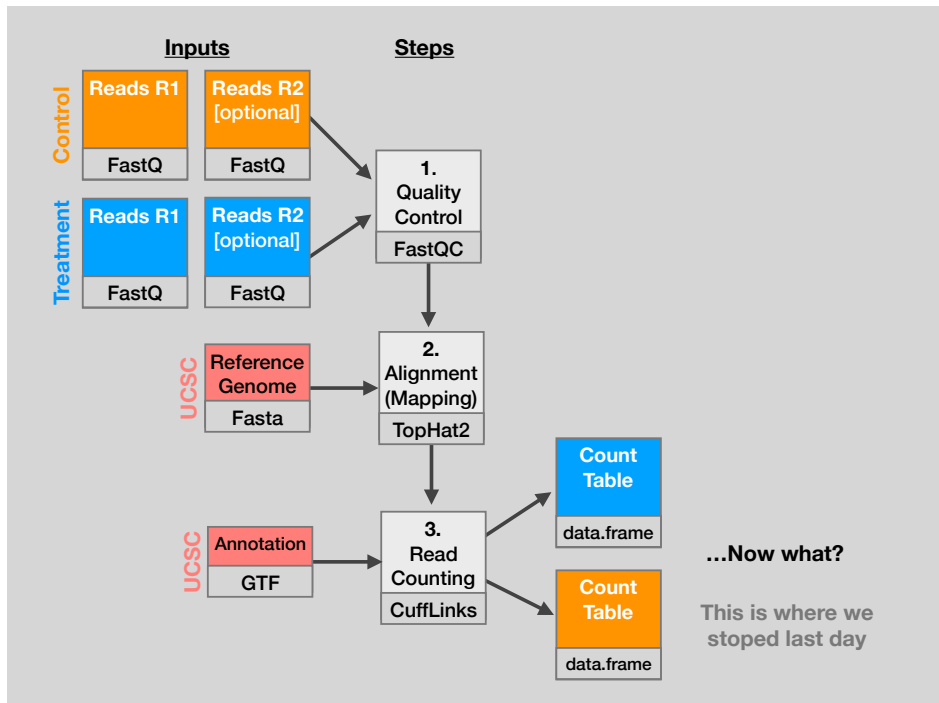 Inputs
Steps
Control
Reads R1
FastQ
Reads R2
[optional]
FastQ
Treatment
Reads R1
FastQ
Reads R2
[optional]
FastQ
1.
Quality
Control
FastQC
UCSC
Reference
Genome
Fasta
2.
Alignment
(Mapping)
TopHat2
UCSC
Annotation
GTF
3.
Read
Counting
CuffLinks
Count
Table
data.frame
Count
Table
data.frame
...Now what?
This is where we
stoped last day